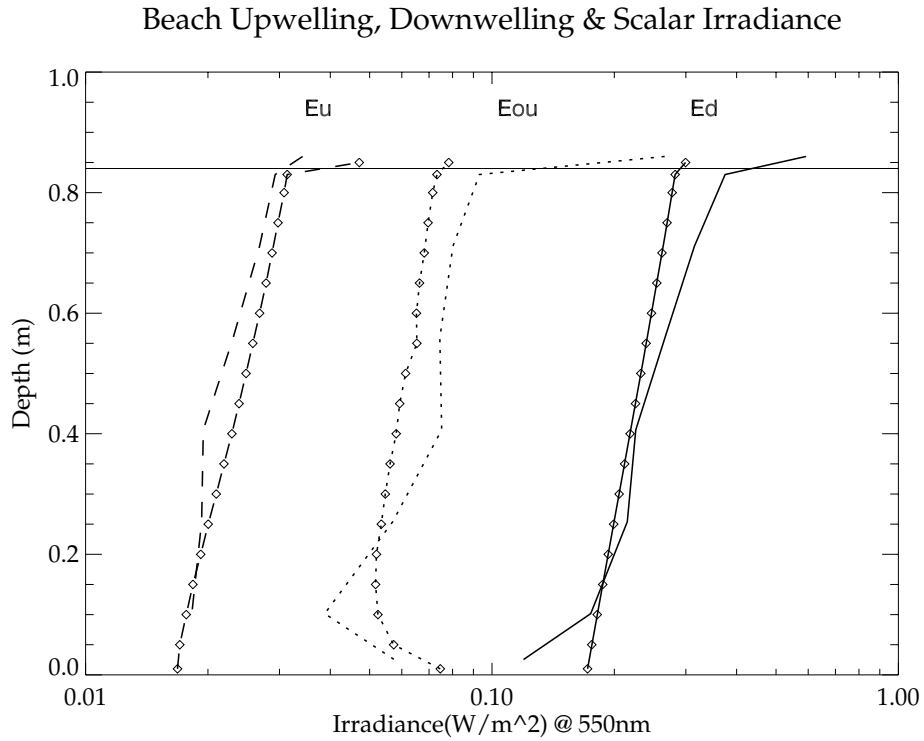 Beach Upwelling, Downwelling & Scalar Irradiance
Eu Eou Ed
1.0
0.8
0.6
0.4
0.2
0.0
Depth (m)
0.01 0.10 1.00
Irradiance(W/m^2) @ 550nm